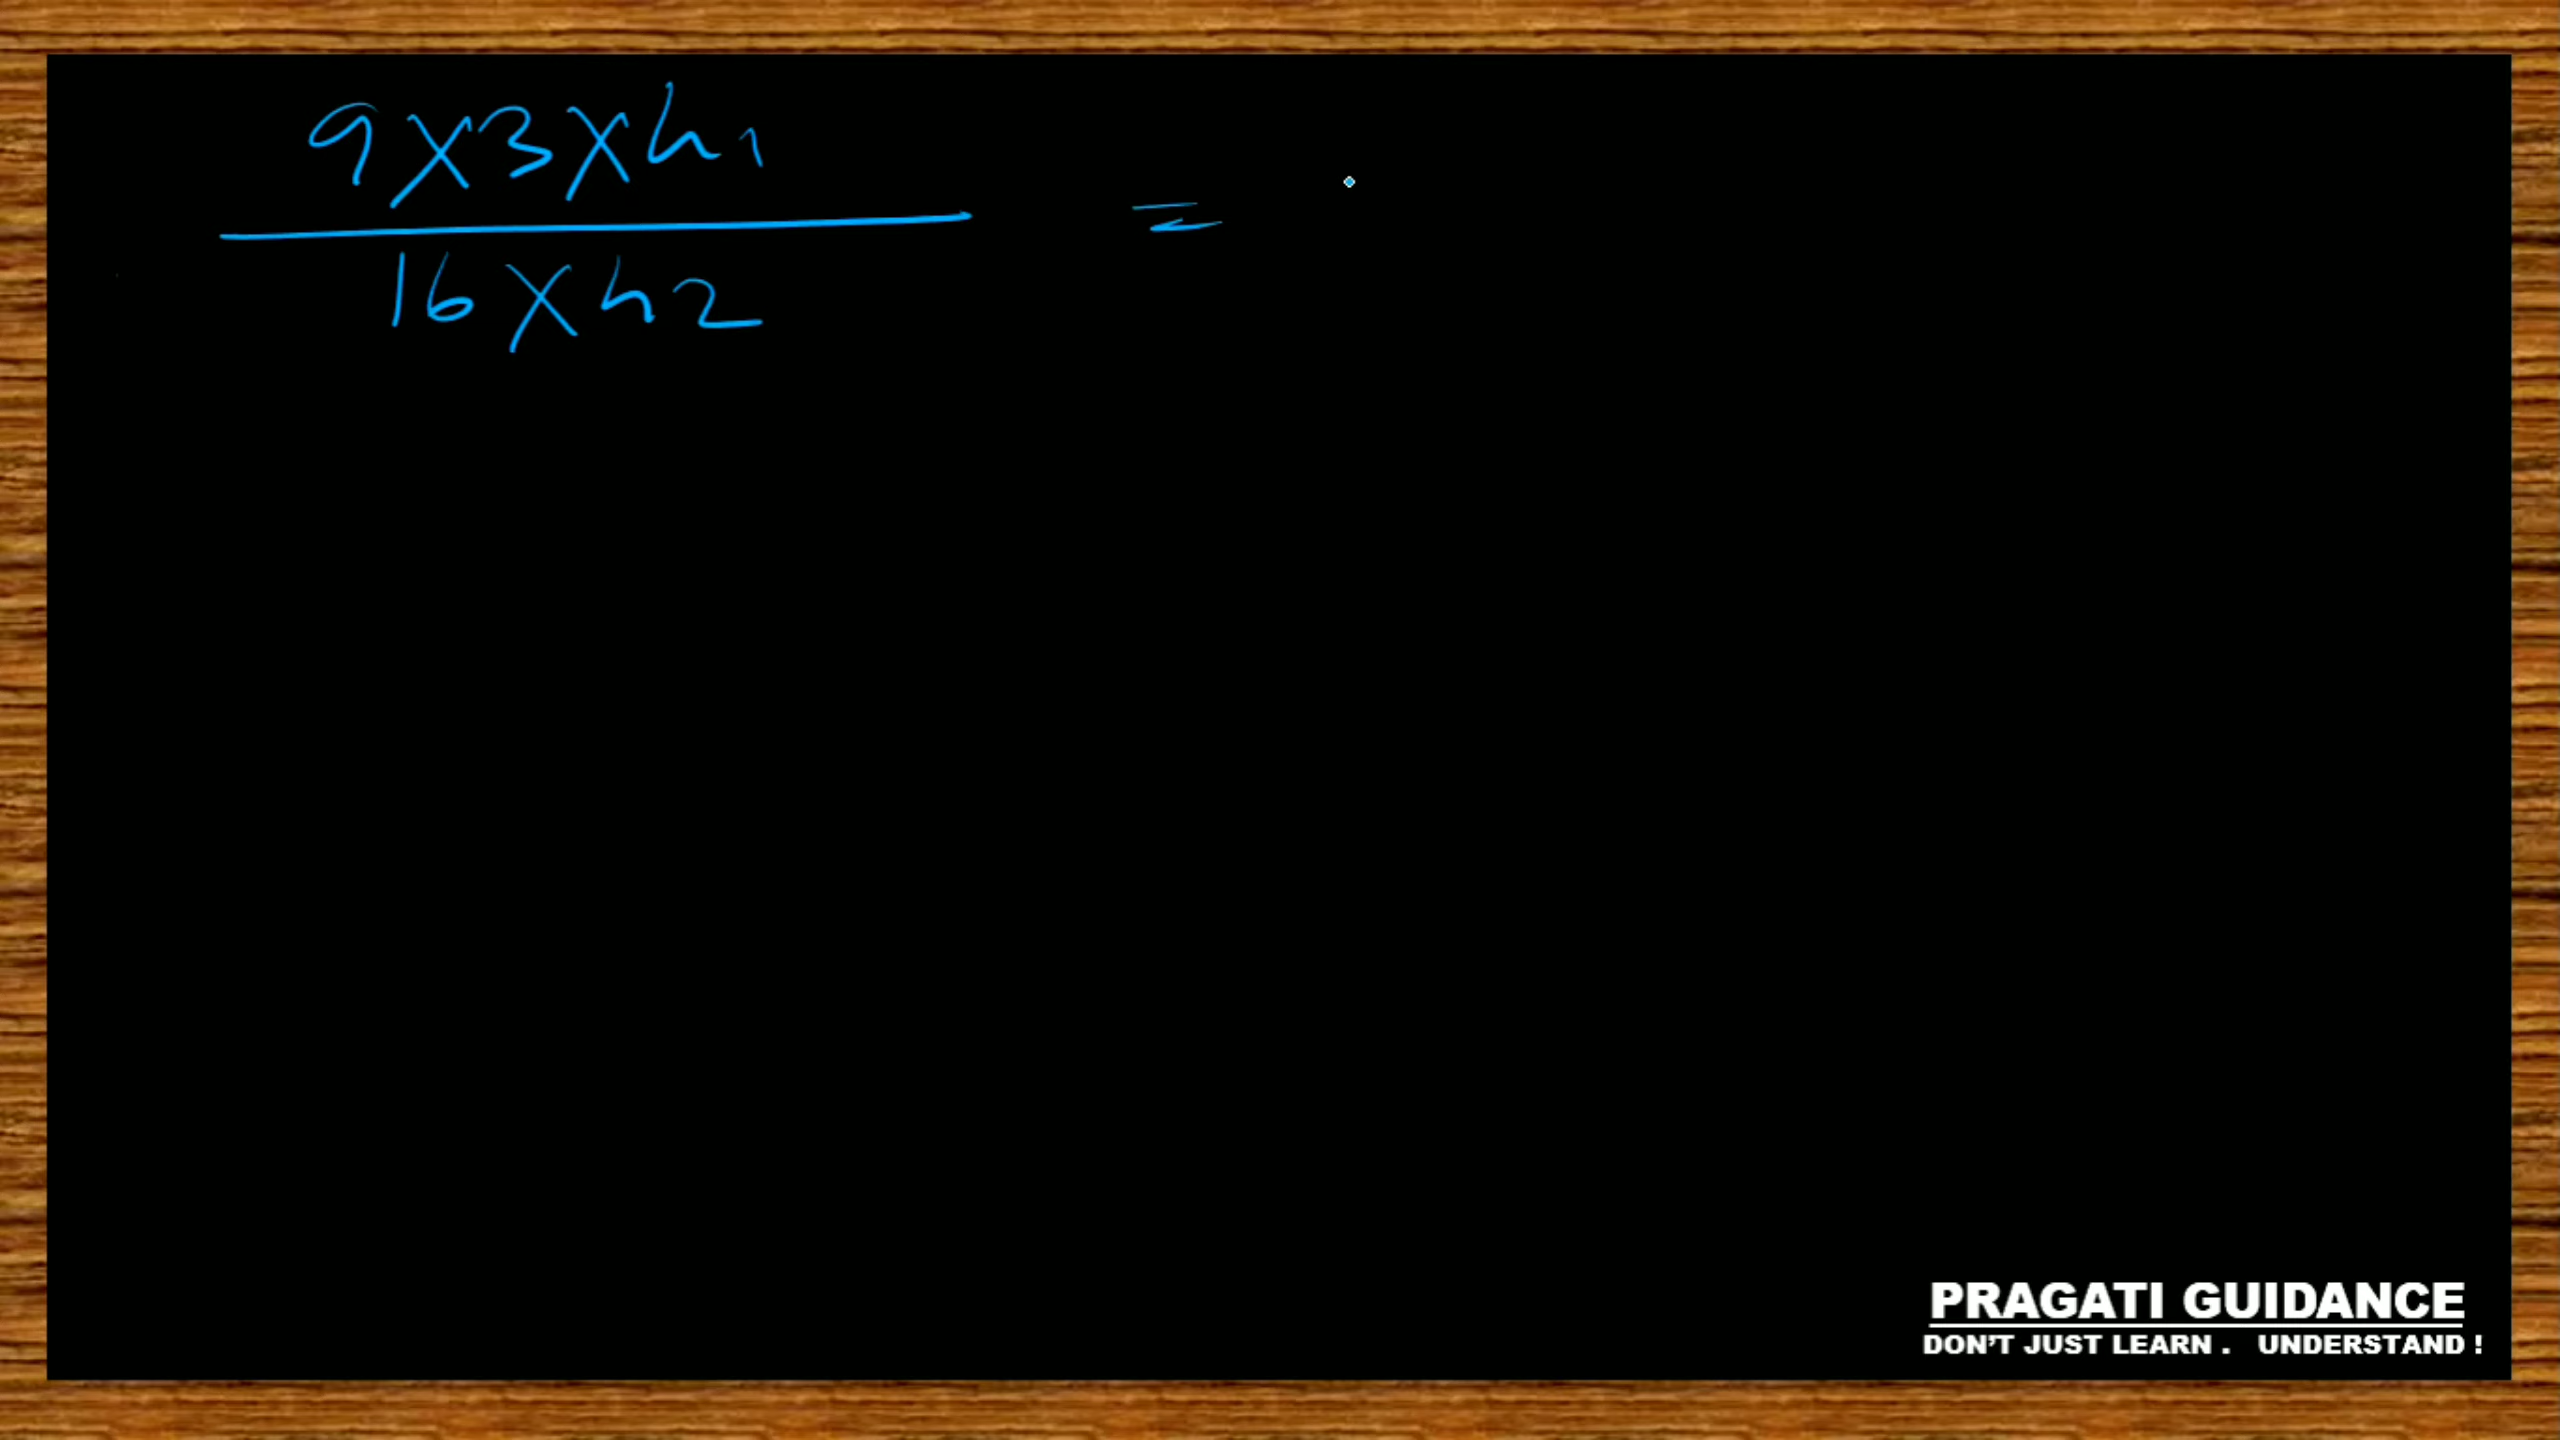 9×3×h1
=
16×h2
PRAGATI GUIDANCE
DON'T JUST LEARN . UNDERSTAND !